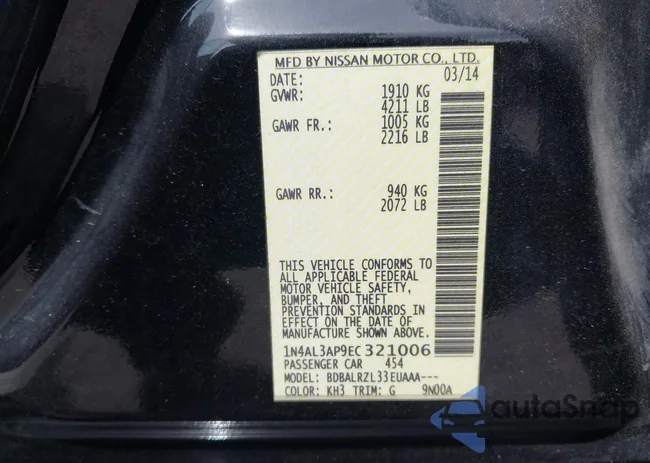 MFD BY NISSAN MOTOR CO., LTD.
DATE: 03/14
GVWR: 1910 KG
4211 LB
GAWR FR.: 1005 KG
2216 LB
GAWR RR.: 940 KG
2072 LB
THIS VEHICLE CONFORMS TO
ALL APPLICABLE FEDERAL
MOTOR VEHICLE SAFETY,
BUMPER, AND THEFT
PREVENTION STANDARDS IN
EFFECT ON THE DATE OF
MANUFACTURE SHOWN ABOVE.
1N4AL3AP9EC321006
PASSENGER CAR 454
MODEL: BDBALRZL33EUAAA---
COLOR: KH3 TRIM: G 9N00A
autoSnap